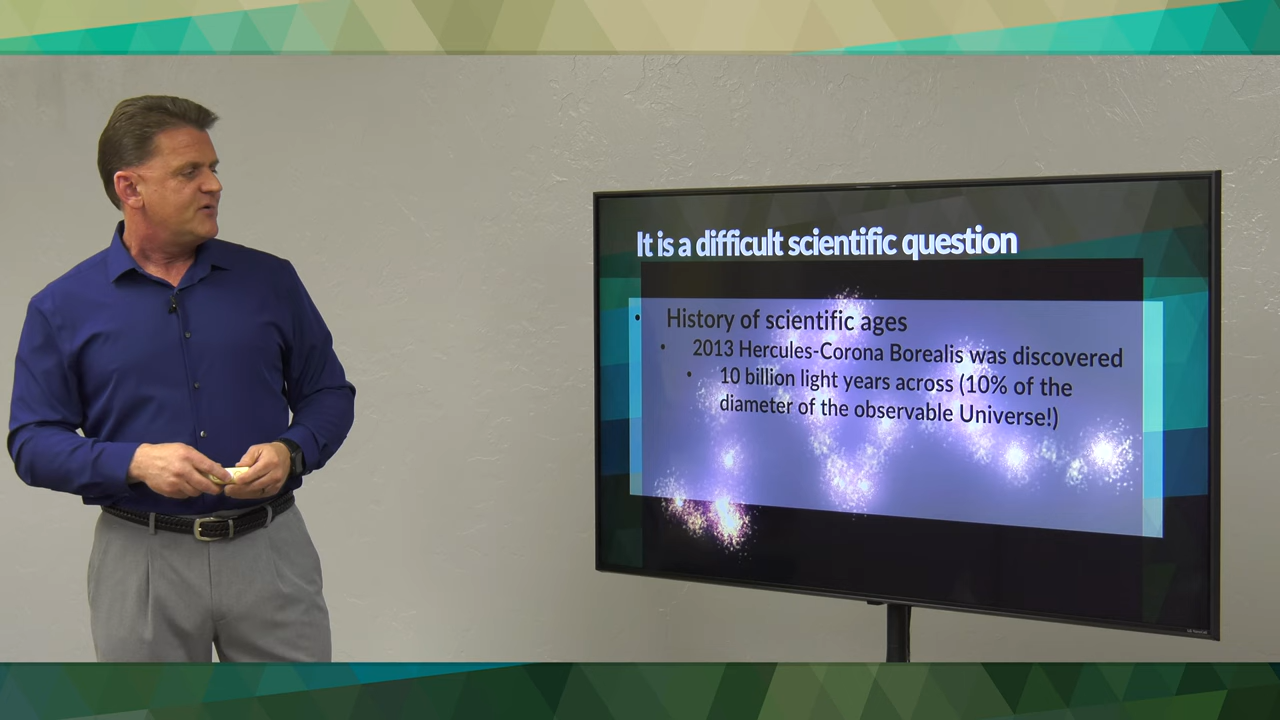 It is a difficult scientific question
• History of scientific ages
• 2013 Hercules-Corona Borealis was discovered
• 10 billion light years across (10% of the
diameter of the observable Universe!)